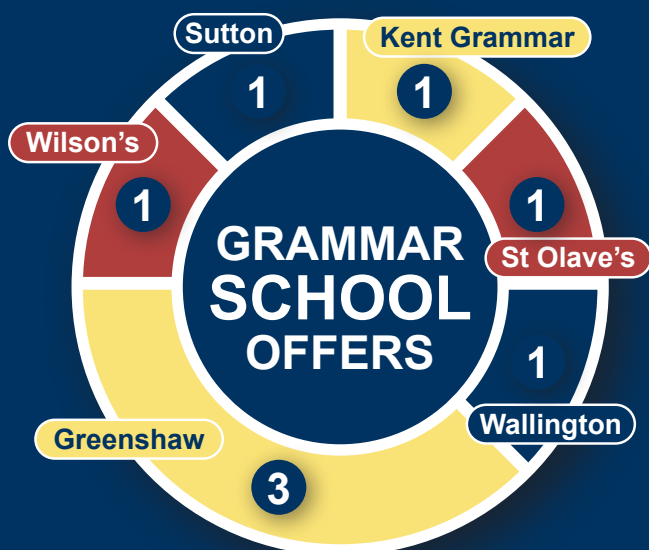 Sutton
1
Kent Grammar
1
Wilson's
1
St Olave's
1
GRAMMAR
SCHOOL
OFFERS
Wallington
1
Greenshaw
3